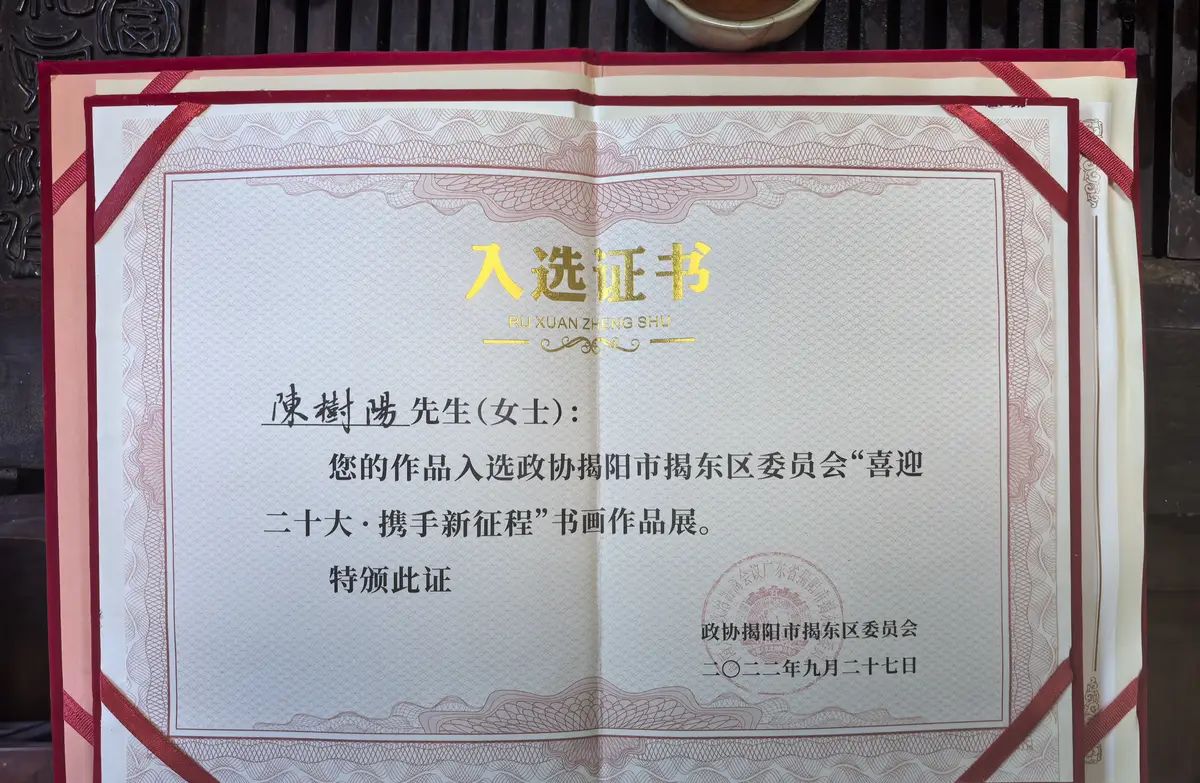 入选证书
RU XUAN ZHENG SHU
陳樹陽 先生(女士):
您的作品入选政协揭阳市揭东区委员会“喜迎
二十大·携手新征程”书画作品展。
特颁此证
政协揭阳市揭东区委员会
二〇二二年九月二十七日